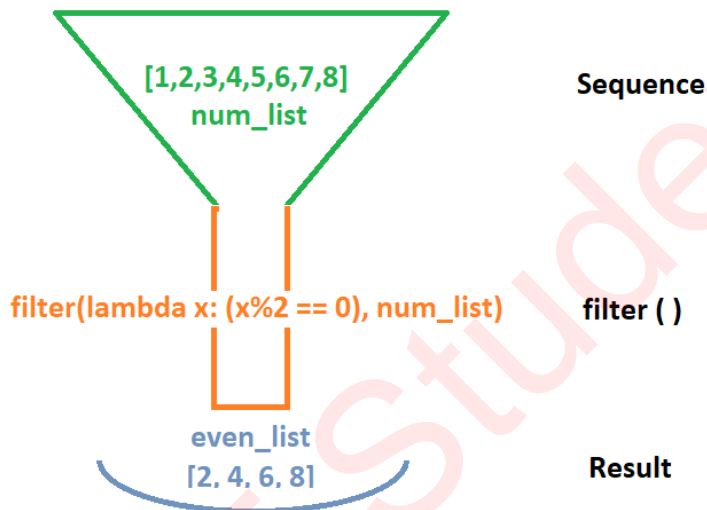 [1,2,3,4,5,6,7,8]
num_list
Sequence
filter(lambda x: (x%2 == 0), num_list)
filter ( )
even_list
[2, 4, 6, 8]
Result
Stude